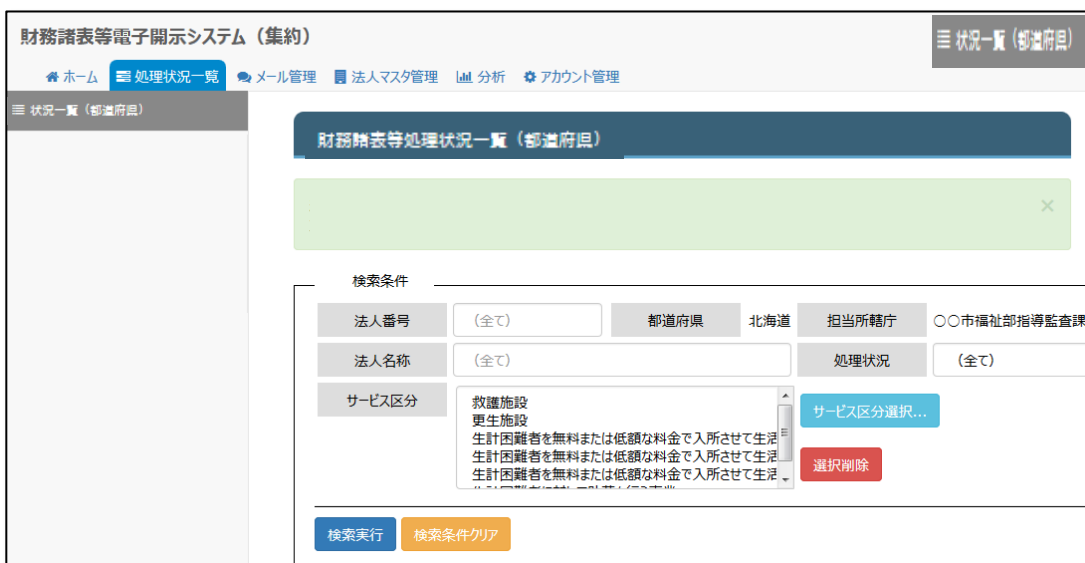 財務諸表等電子開示システム（集約）
状況一覧（都道府県）
ホーム 処理状況一覧 メール管理 法人マスタ管理 分析 アカウント管理
状況一覧（都道府県）
財務諸表等処理状況一覧（都道府県）
×
検索条件
法人番号 （全て） 都道府県 北海道 担当所轄庁 〇〇市福祉部指導監査課
法人名称 （全て） 処理状況 （全て）
サービス区分
救護施設
更生施設
生計困難者を無料または低額な料金で入所させて生活
生計困難者を無料または低額な料金で入所させて生活
生計困難者を無料または低額な料金で入所させて生活
サービス区分選択...
選択削除
検索実行 検索条件クリア